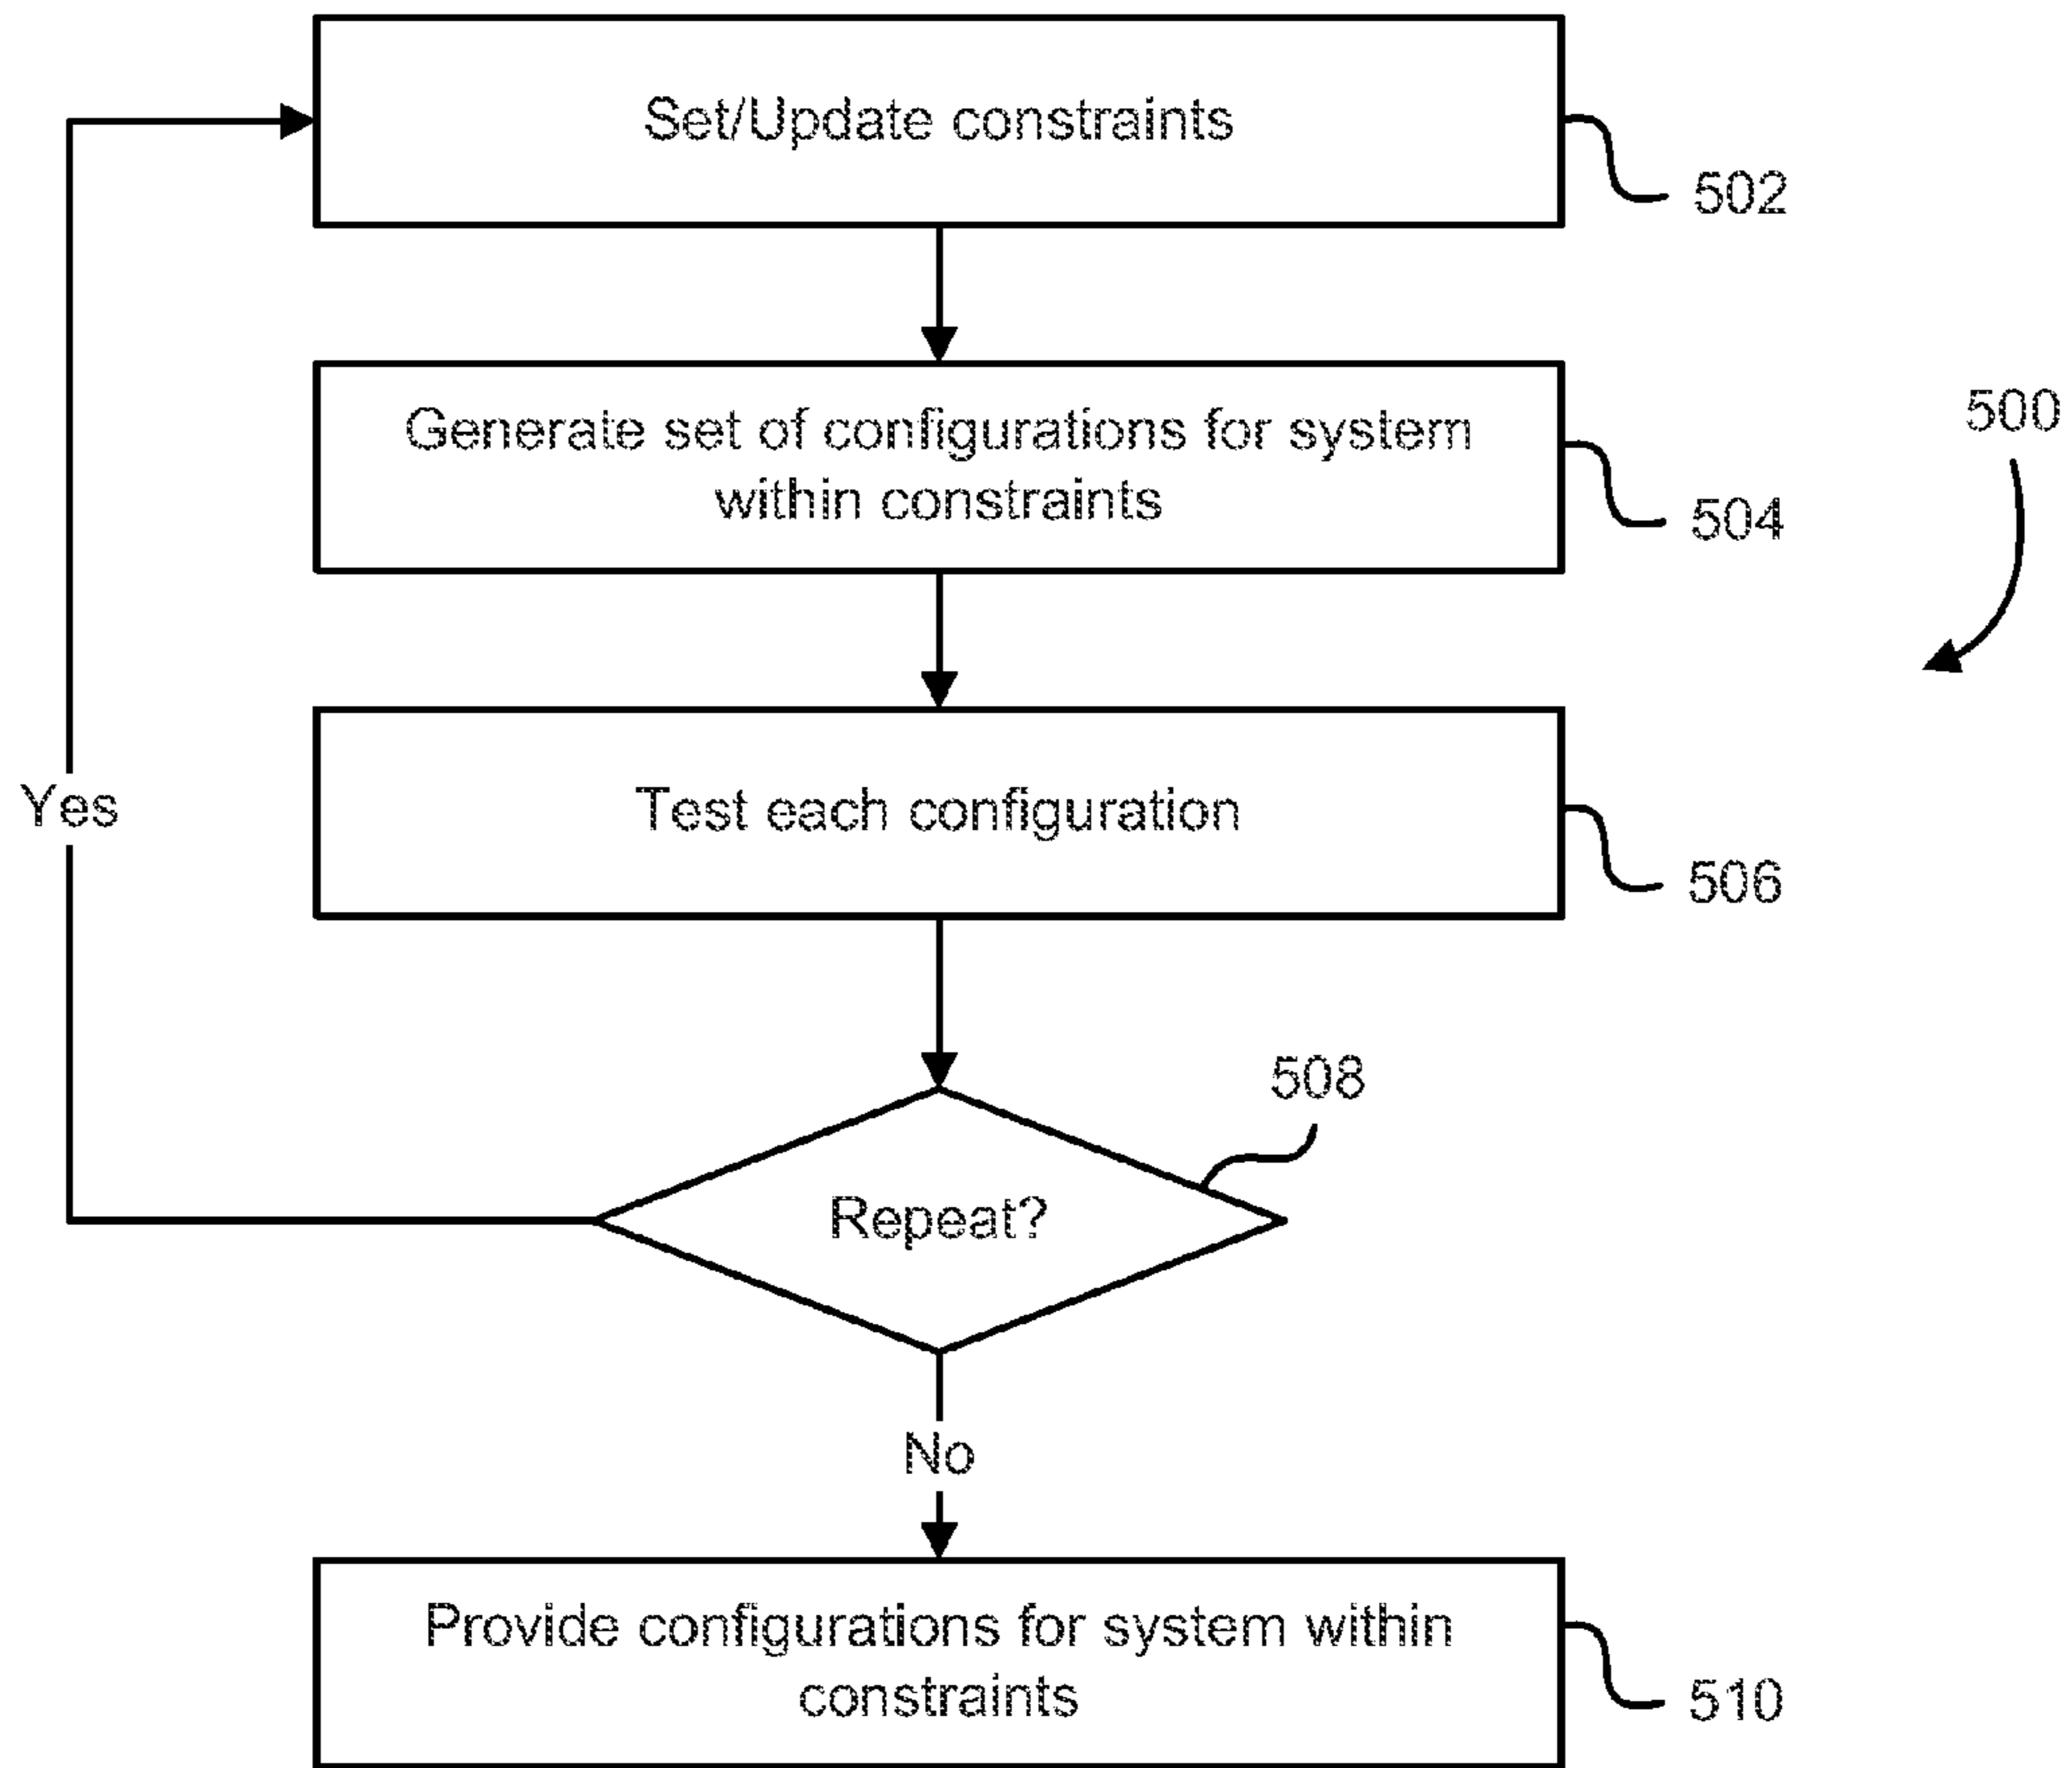 Set/Update constraints
502
Generate set of configurations for system
within constraints
504
500
Test each configuration
506
Yes
508
Repeat?
No
Provide configurations for system within
constraints
510